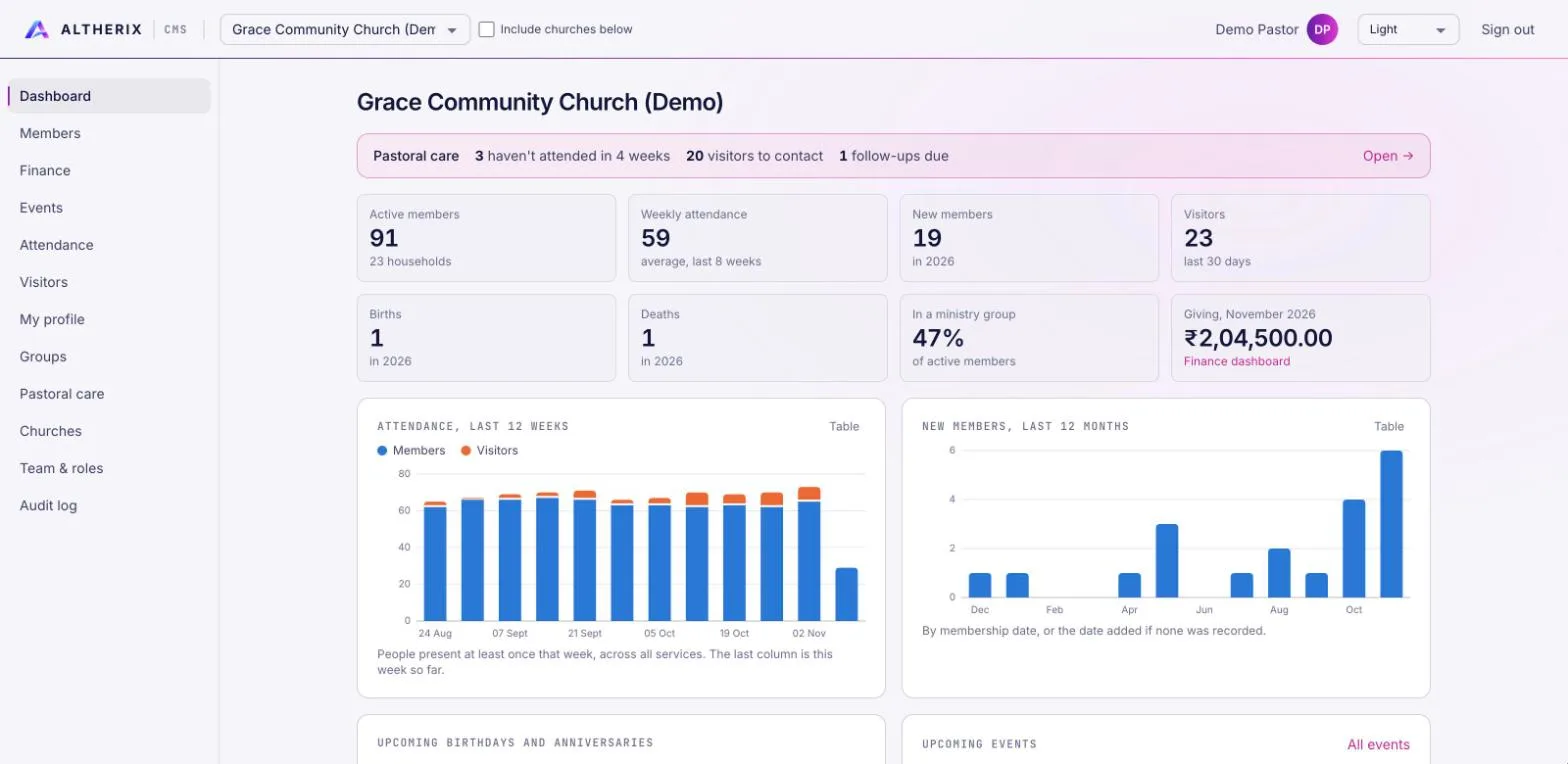 ALTHERIX CMS Grace Community Church (Dem Include churches below Demo Pastor DP Light Sign out
Dashboard
Members
Finance
Events
Attendance
Visitors
My profile
Groups
Pastoral care
Churches
Team & roles
Audit log
Grace Community Church (Demo)
Pastoral care 3 haven't attended in 4 weeks 20 visitors to contact 1 follow-ups due Open →
Active members
91
23 households
Weekly attendance
59
average, last 8 weeks
New members
19
in 2026
Visitors
23
last 30 days
Births
1
in 2026
Deaths
1
in 2026
In a ministry group
47%
of active members
Giving, November 2026
₹2,04,500.00
Finance dashboard
ATTENDANCE, LAST 12 WEEKS Table
Members Visitors
80
60
40
20
0
24 Aug 07 Sept 21 Sept 05 Oct 19 Oct 02 Nov
People present at least once that week, across all services. The last column is this
week so far.
NEW MEMBERS, LAST 12 MONTHS Table
6
4
2
0
Dec Feb Apr Jun Aug Oct
By membership date, or the date added if none was recorded.
UPCOMING BIRTHDAYS AND ANNIVERSARIES
UPCOMING EVENTS All events